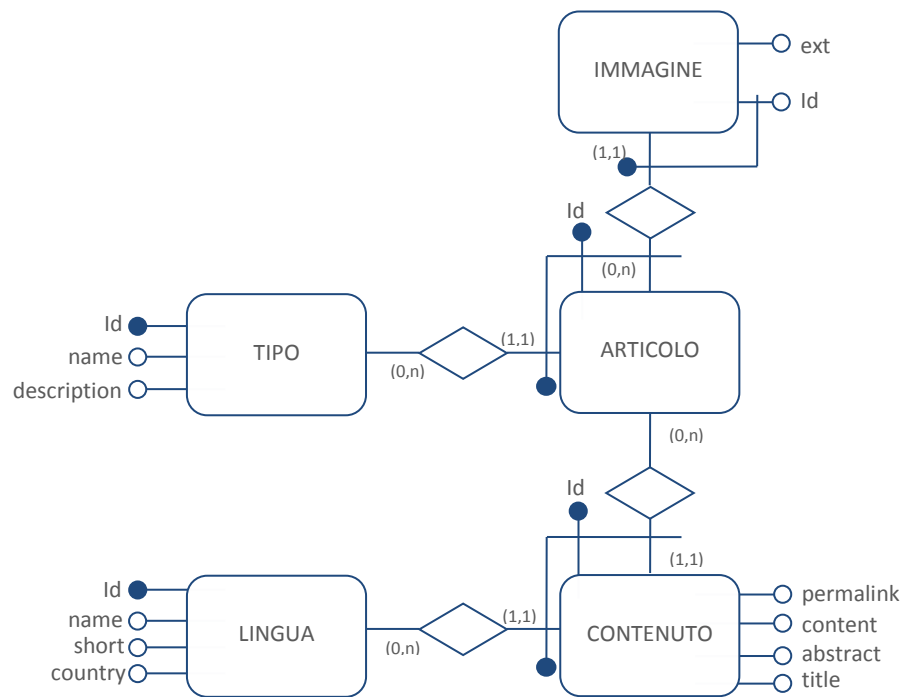 ext
IMMAGINE
Id
(1,1)
Id
(0,n)
Id
name
description
TIPO
(0,n)
(1,1)
ARTICOLO
(0,n)
Id
(1,1)
Id
name
short
country
LINGUA
(0,n)
(1,1)
CONTENUTO
permalink
content
abstract
title